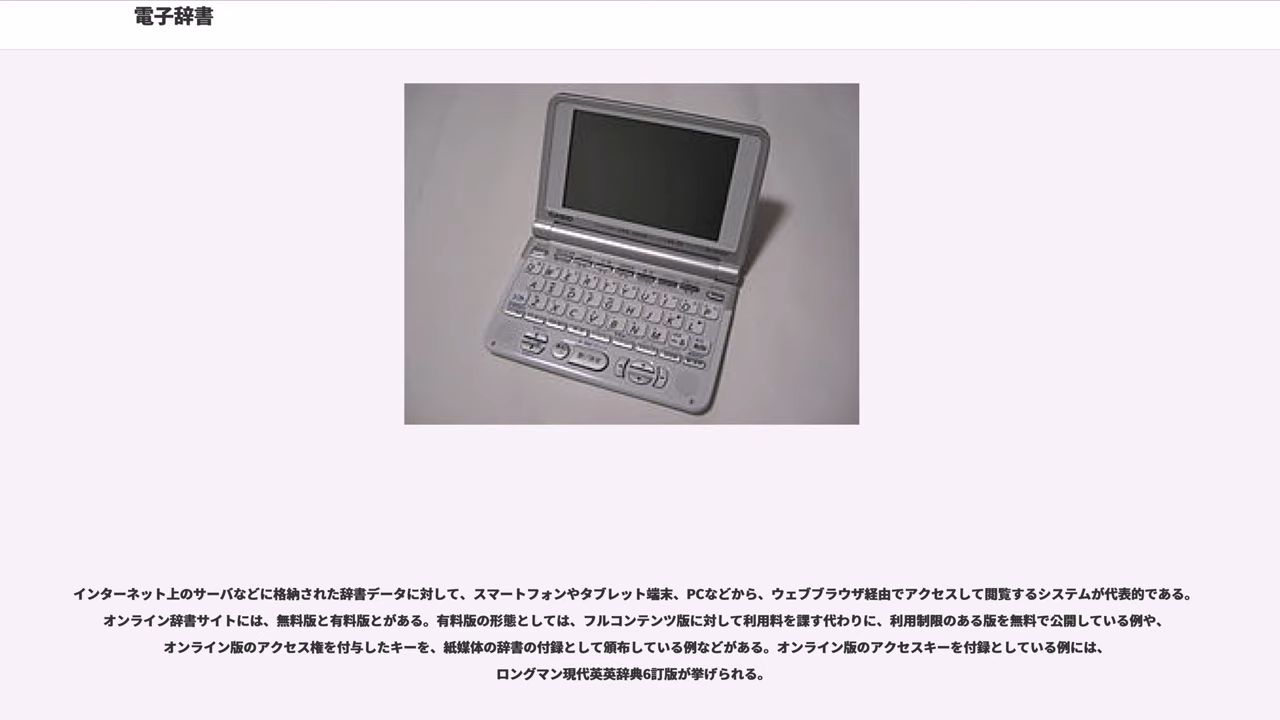 電子辞書
インターネット上のサーバなどに格納された辞書データに対して、スマートフォンやタブレット端末、PCなどから、ウェブブラウザ経由でアクセスして閲覧するシステムが代表的である。
オンライン辞書サイトには、無料版と有料版とがある。有料版の形態としては、フルコンテンツ版に対して利用料を課す代わりに、利用制限のある版を無料で公開している例や、
オンライン版のアクセス権を付与したキーを、紙媒体の辞書の付録として頒布している例などがある。オンライン版のアクセスキーを付録としている例には、
ロングマン現代英英辞典6訂版が挙げられる。